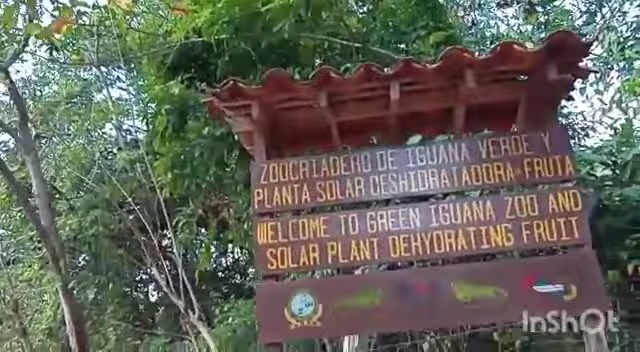 ZOOCRIADERO DE IGUANA VERDE Y
PLANTA SOLAR DESHIDRATADORA-FRUTA
WELCOME TO GREEN IGUANA ZOO AND
SOLAR PLANT DEHYDRATING FRUIT
InShOt